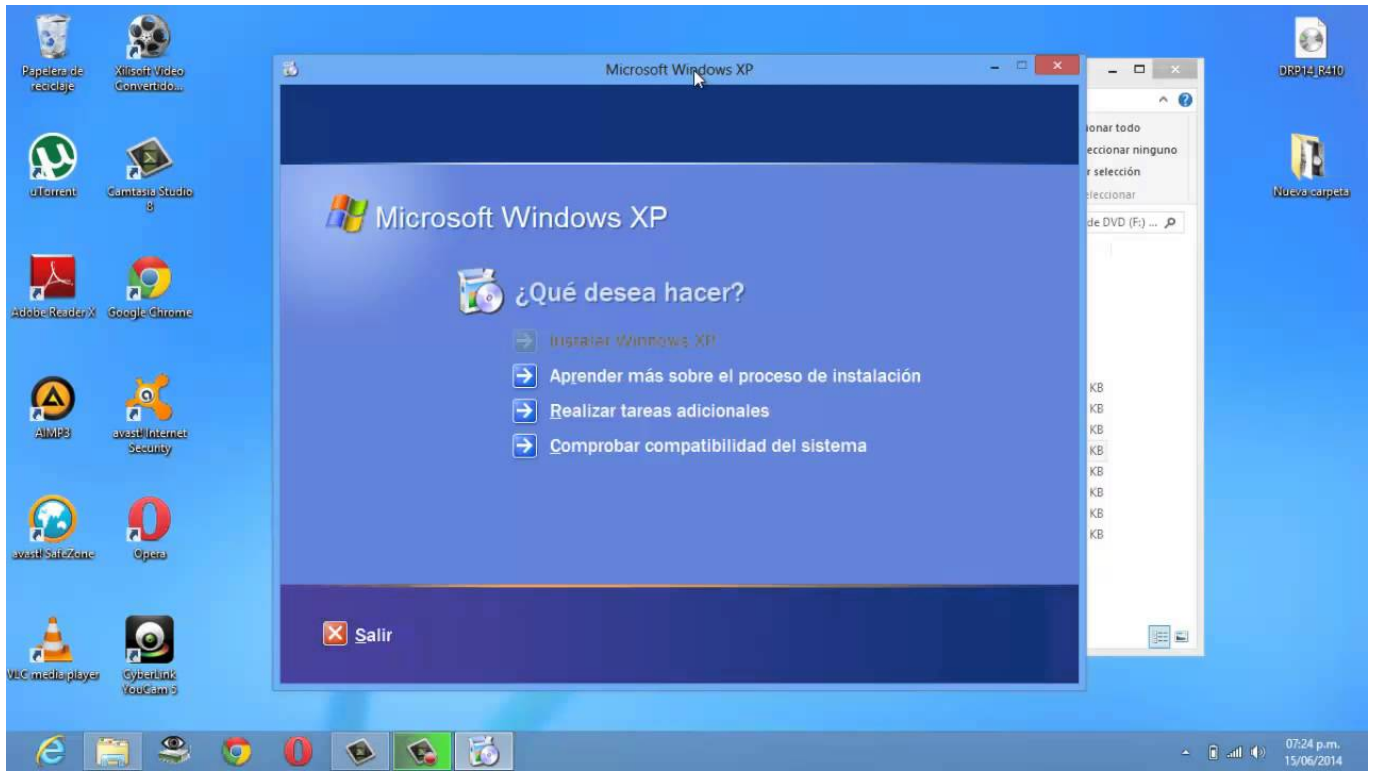 Papelera de
reciclaje
Xilisoft Video
Convertido...
uTorrent
Camtasia Studio
8
Adobe Reader X
Google Chrome
AIMP3
avast! Internet
Security
avast! SafeZone
Opera
VLC media player
CyberLink
YouCam 5
Microsoft Windows XP
Microsoft Windows XP
¿Qué desea hacer?
Instalar Windows XP
Aprender más sobre el proceso de instalación
Realizar tareas adicionales
Comprobar compatibilidad del sistema
Salir
ionar todo
eccionar ninguno
r selección
eleccionar
de DVD (F:) ...
KB
KB
KB
KB
KB
KB
KB
KB
DRP14_R410
Nueva carpeta
07:24 p.m.
15/06/2014